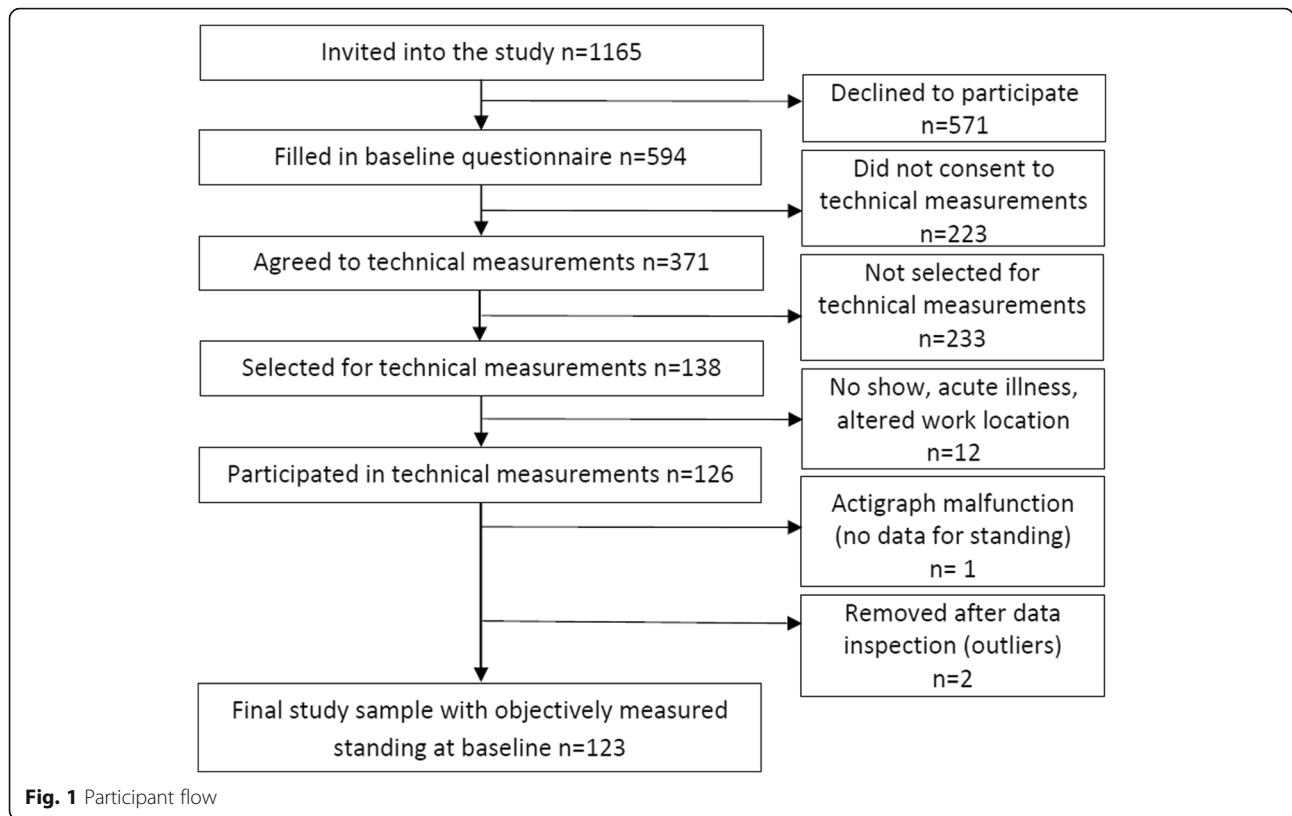 Invited into the study n=1165
Declined to participate
n=571
Filled in baseline questionnaire n=594
Did not consent to
technical measurements
n=223
Agreed to technical measurements n=371
Not selected for
technical measurements
n=233
Selected for technical measurements n=138
No show, acute illness,
altered work location
n=12
Participated in technical measurements n=126
Actigraph malfunction
(no data for standing)
n= 1
Removed after data
inspection (outliers)
n=2
Final study sample with objectively measured
standing at baseline n=123
Fig. 1 Participant flow